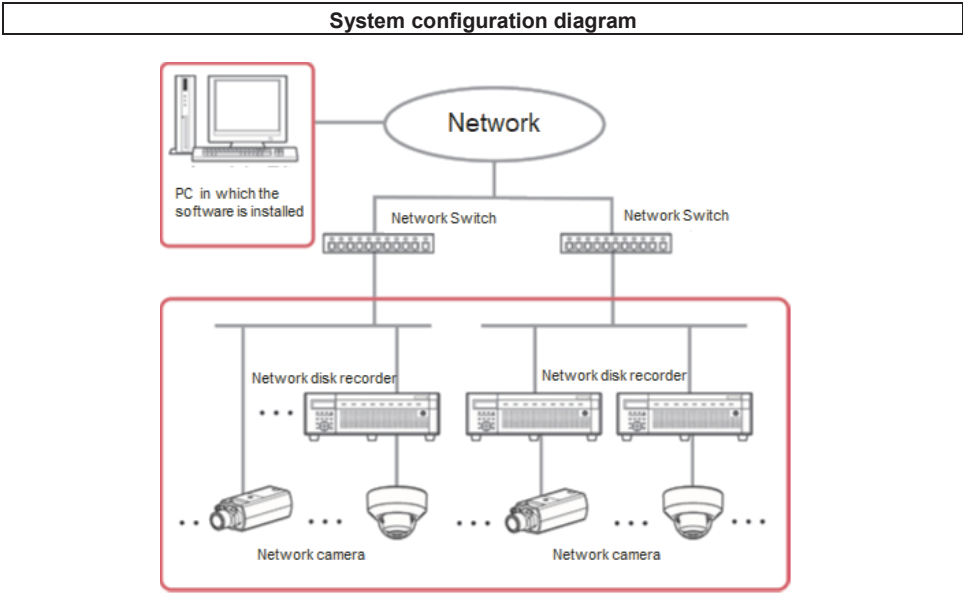 System configuration diagram
Network
PC in which the
software is installed
Network Switch
Network Switch
Network disk recorder
Network disk recorder
Network camera
Network camera